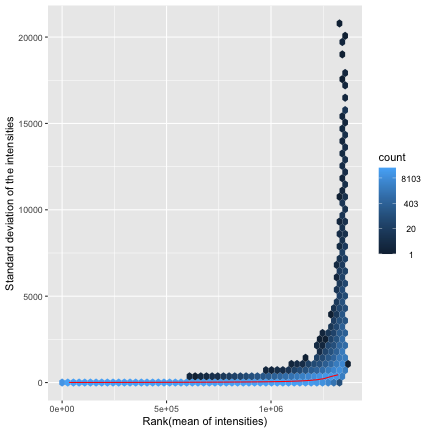 20000
15000
10000
5000
0
Standard deviation of the intensities
0e+00
5e+05
1e+06
Rank(mean of intensities)
count
8103
403
20
1